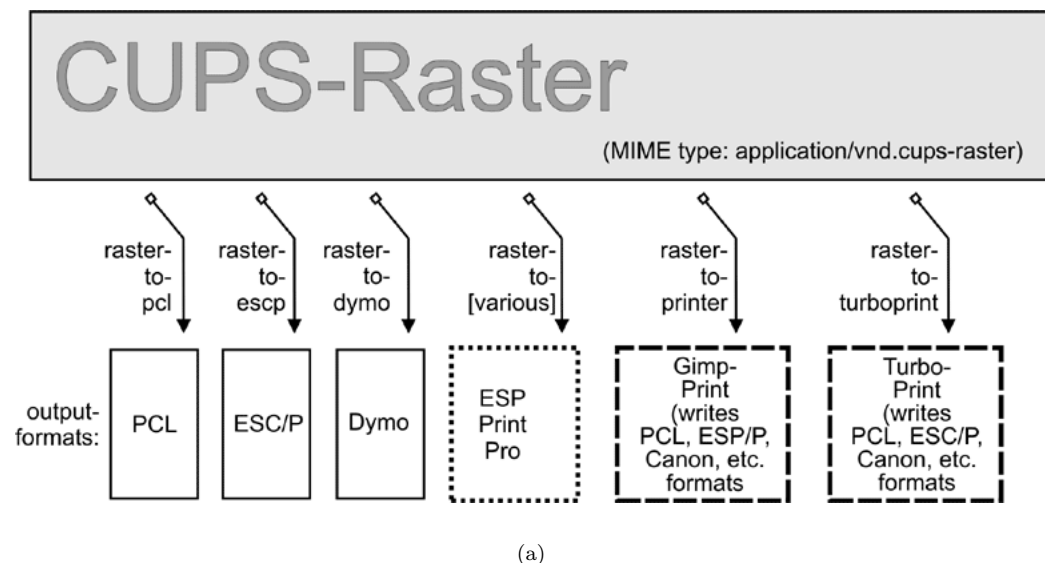 CUPS-Raster
(MIME type: application/vnd.cups-raster)
raster-
to-
pcl
raster-
to-
escp
raster-
to-
dymo
raster-
to-
[various]
raster-
to-
printer
raster-
to-
turboprint
output-
formats:
PCL
ESC/P
Dymo
ESP
Print
Pro
Gimp-
Print
(writes
PCL, ESP/P,
Canon, etc.
formats
Turbo-
Print
(writes
PCL, ESC/P,
Canon, etc.
formats
(a)